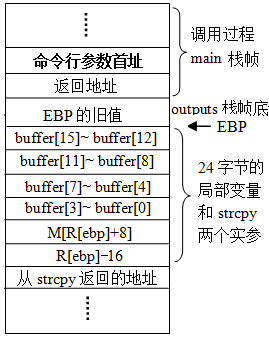 命令行参数首址
返回地址
EBP 的旧值
buffer[15]~ buffer[12]
buffer[11]~ buffer[8]
buffer[7]~ buffer[4]
buffer[3]~ buffer[0]
M[R[ebp]+8]
R[ebp]−16
从 strcpy 返回的地址
调用过程
main 栈帧
outputs 栈帧底
EBP
24 字节的
局部变量
和 strcpy
两个实参